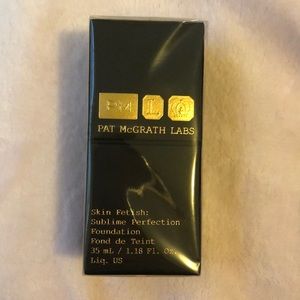 PAT McGRATH LABS
Skin Fetish:
Sublime Perfection
Foundation
Fond de Teint
35 mL / 1.18 Fl. Oz.
Liq. US